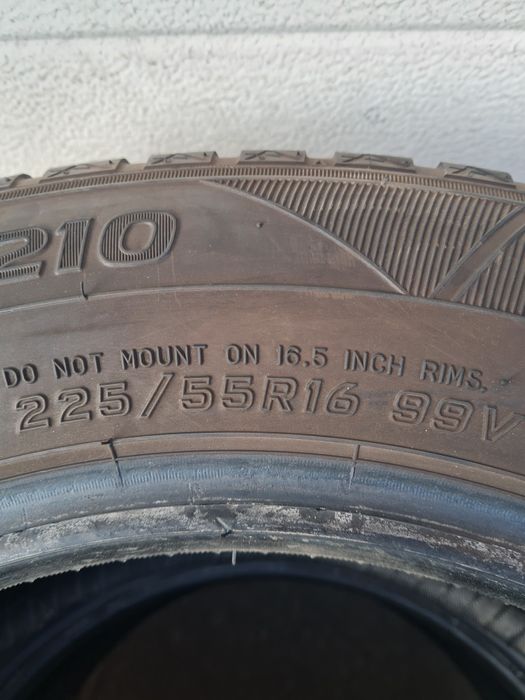 210
DO NOT MOUNT ON 16.5 INCH RIMS.
225/55R16 99V